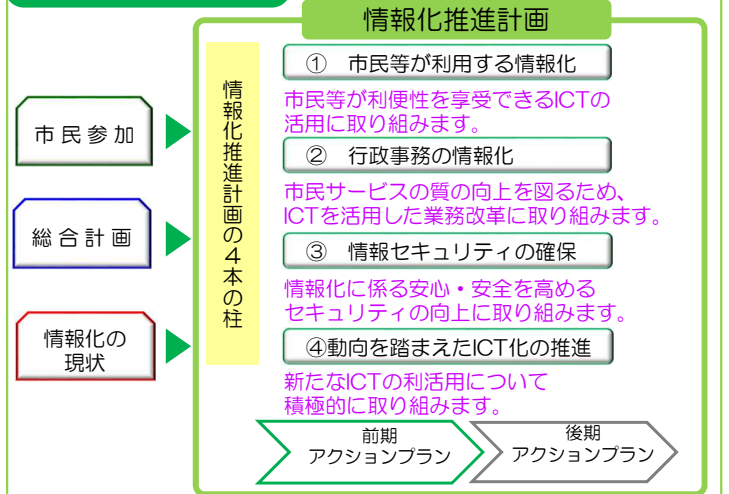 情報化推進計画
市民参加
総合計画
情報化の
現状
情報化推進計画の4本の柱
① 市民等が利用する情報化
市民等が利便性を享受できるICTの
活用に取り組みます。
② 行政事務の情報化
市民サービスの質の向上を図るため、
ICTを活用した業務改革に取り組みます。
③ 情報セキュリティの確保
情報化に係る安心・安全を高める
セキュリティの向上に取り組みます。
④動向を踏まえたICT化の推進
新たなICTの利活用について
積極的に取り組みます。
前期
アクションプラン
後期
アクションプラン